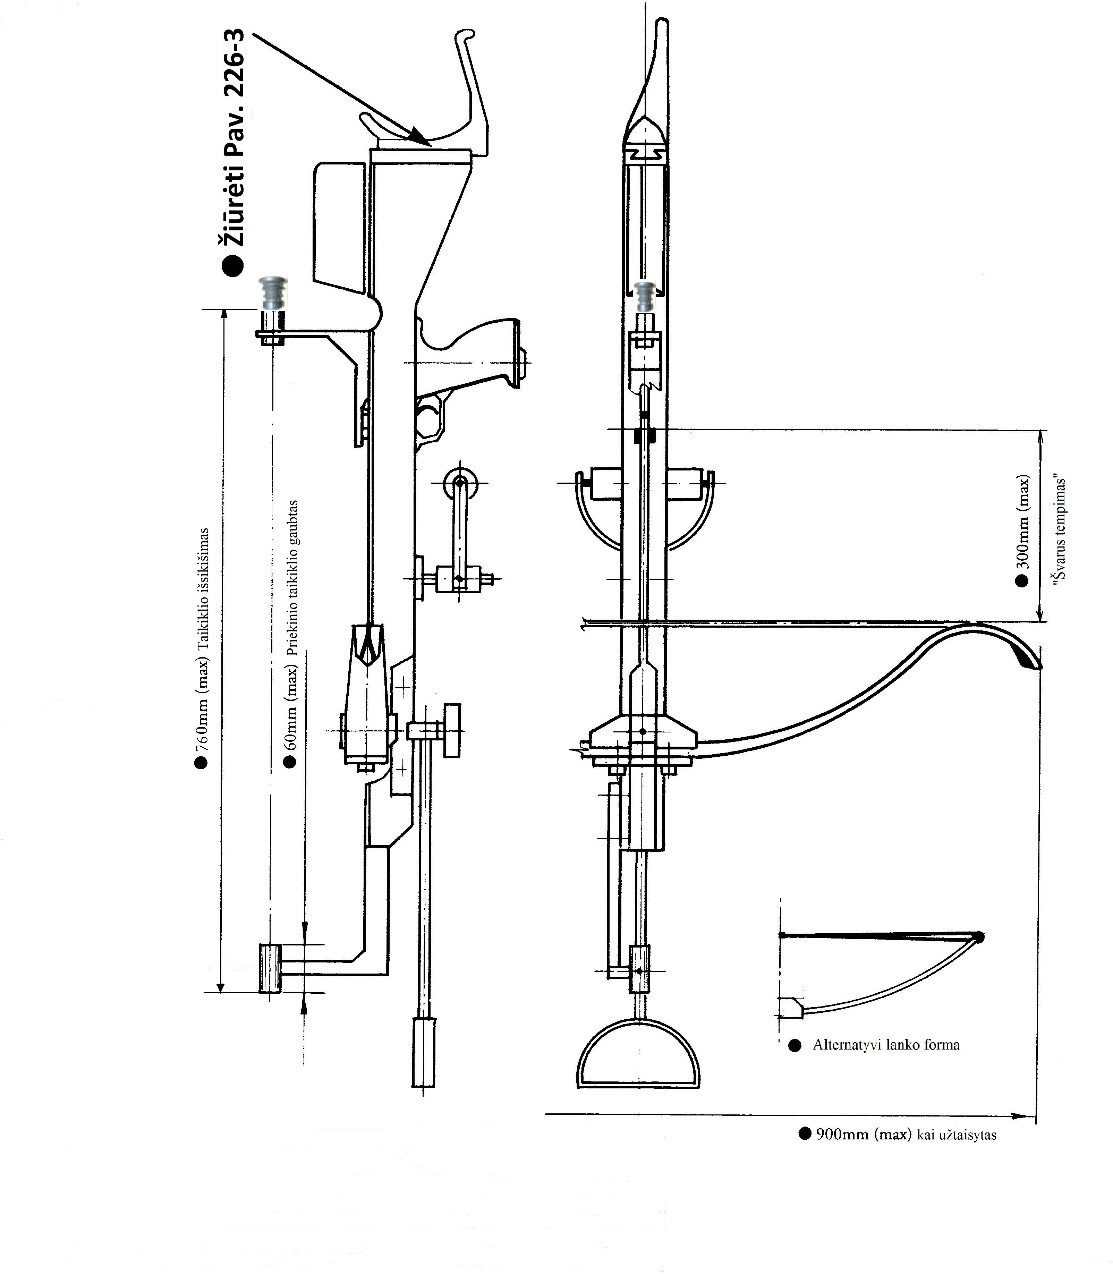 ● Žiūrėti Pav. 226-3
● 760mm (max) Taikiklio išsikišimas
● 60mm (max) Priekinio taikiklio gaubtas
● 300mm (max)
"Švarus tempimas"
● Alternatyvi lanko forma
● 900mm (max) kai užtaisytas